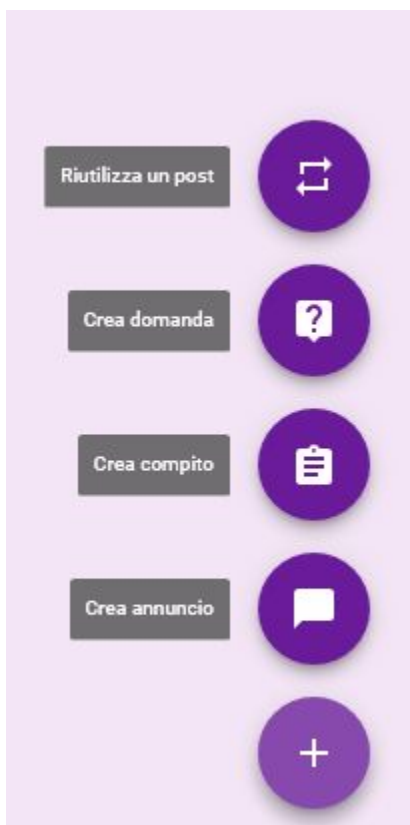 Riutilizza un post
Crea domanda
Crea compito
Crea annuncio